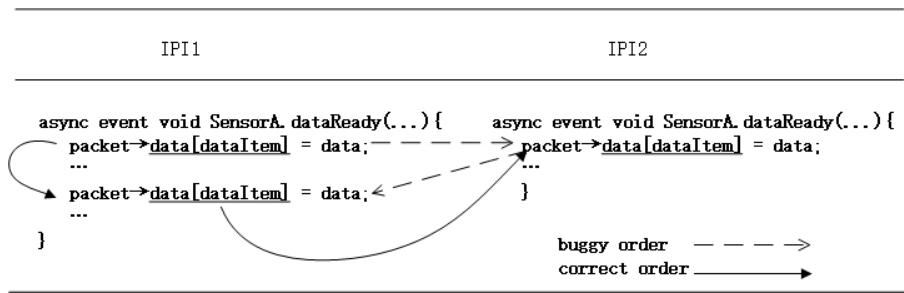 IPI1 IPI2
async event void SensorA.dataReady(...){ async event void SensorA.dataReady(...){
packet→data[dataItem] = data; packet→data[dataItem] = data;
... ...
packet→data[dataItem] = data; }
...
}
buggy order
correct order